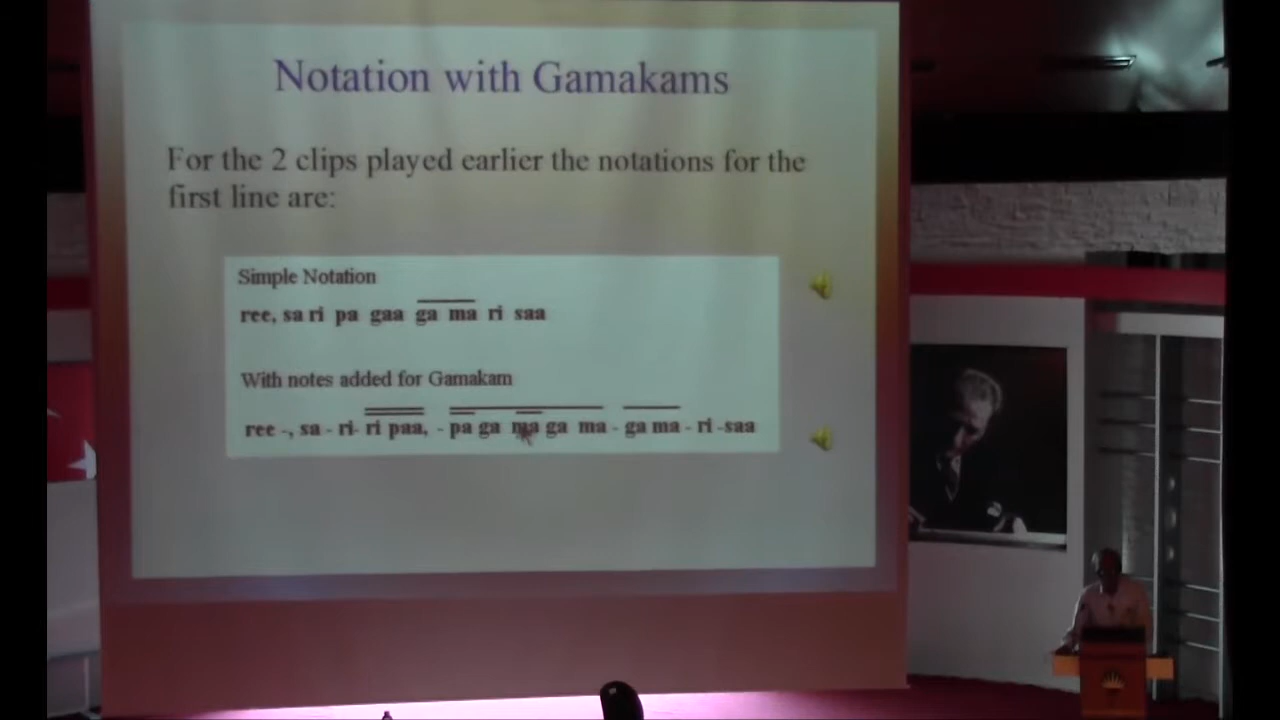 Notation with Gamakams
For the 2 clips played earlier the notations for the
first line are:
Simple Notation
ree, sa ri pa gaa ga ma ri saa
With notes added for Gamakam
ree -, sa - ri- ri paa, - pa ga ma ga ma - ga ma - ri -saa